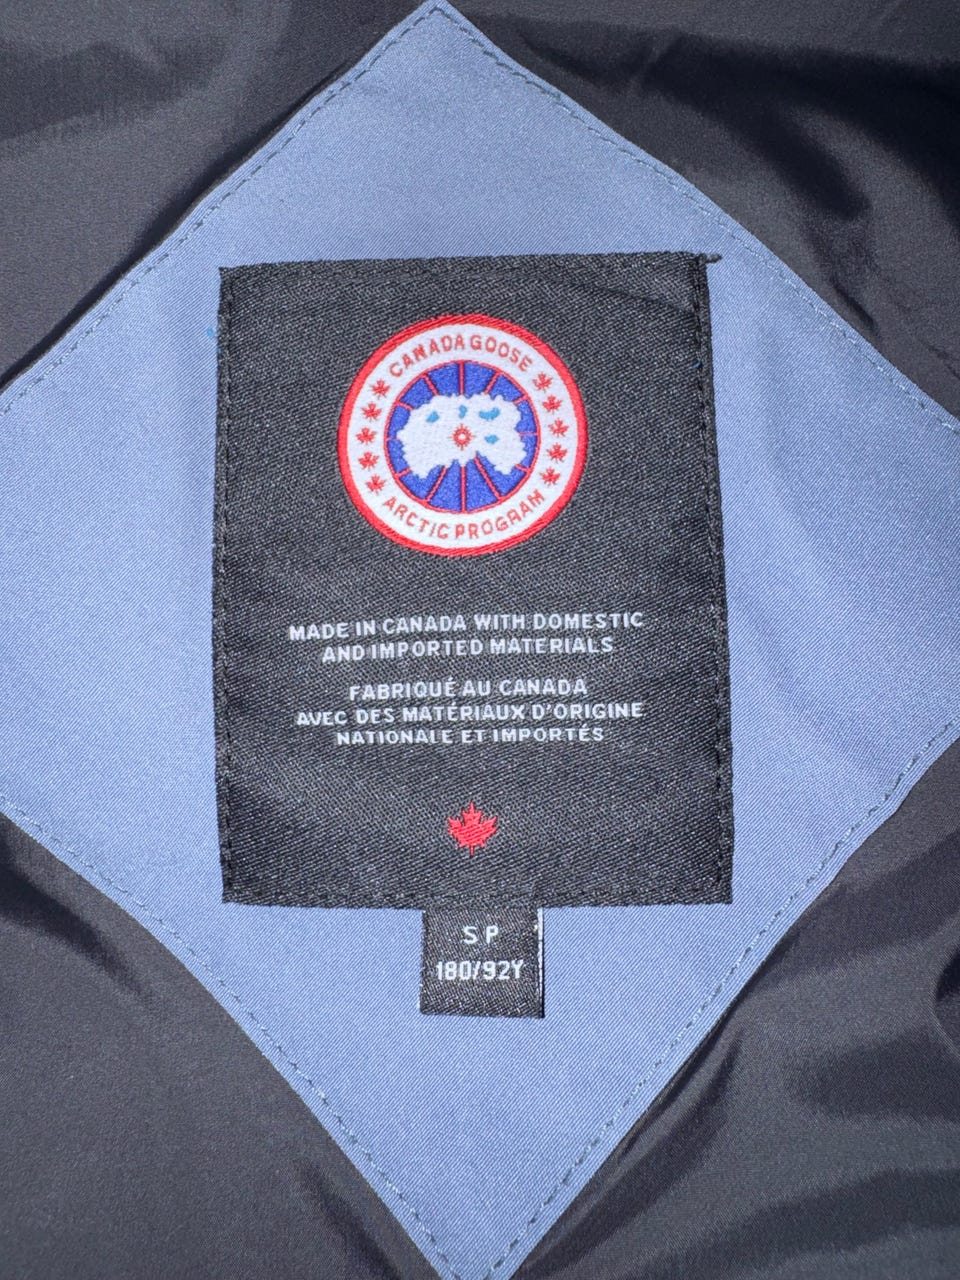 CANADA GOOSE
ARCTIC PROGRAM
MADE IN CANADA WITH DOMESTIC
AND IMPORTED MATERIALS
FABRIQUÉ AU CANADA
AVEC DES MATÉRIAUX D'ORIGINE
NATIONALE ET IMPORTÉS
S P
180/92Y